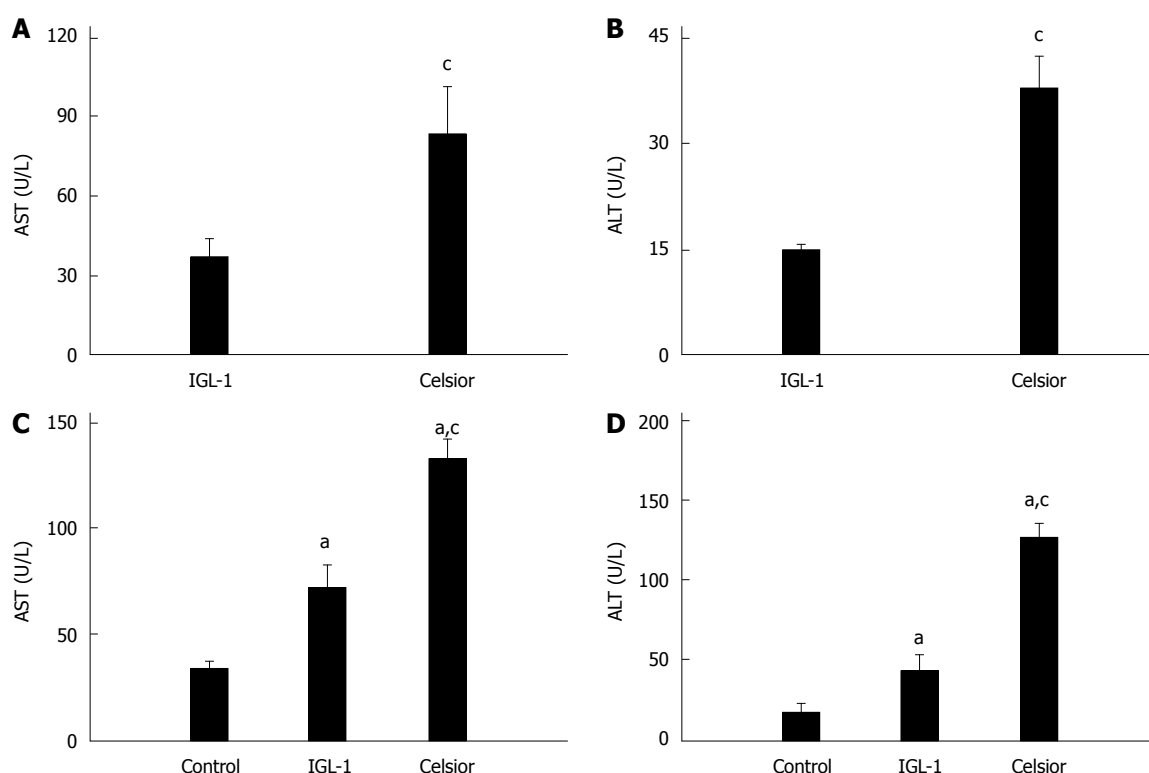 A
AST (U/L)
120
90
60
30
0
c
IGL-1
Celsior
B
ALT (U/L)
45
30
15
0
c
IGL-1
Celsior
C
AST (U/L)
150
100
50
0
a
a,c
Control
IGL-1
Celsior
D
ALT (U/L)
200
150
100
50
0
a
a,c
Control
IGL-1
Celsior